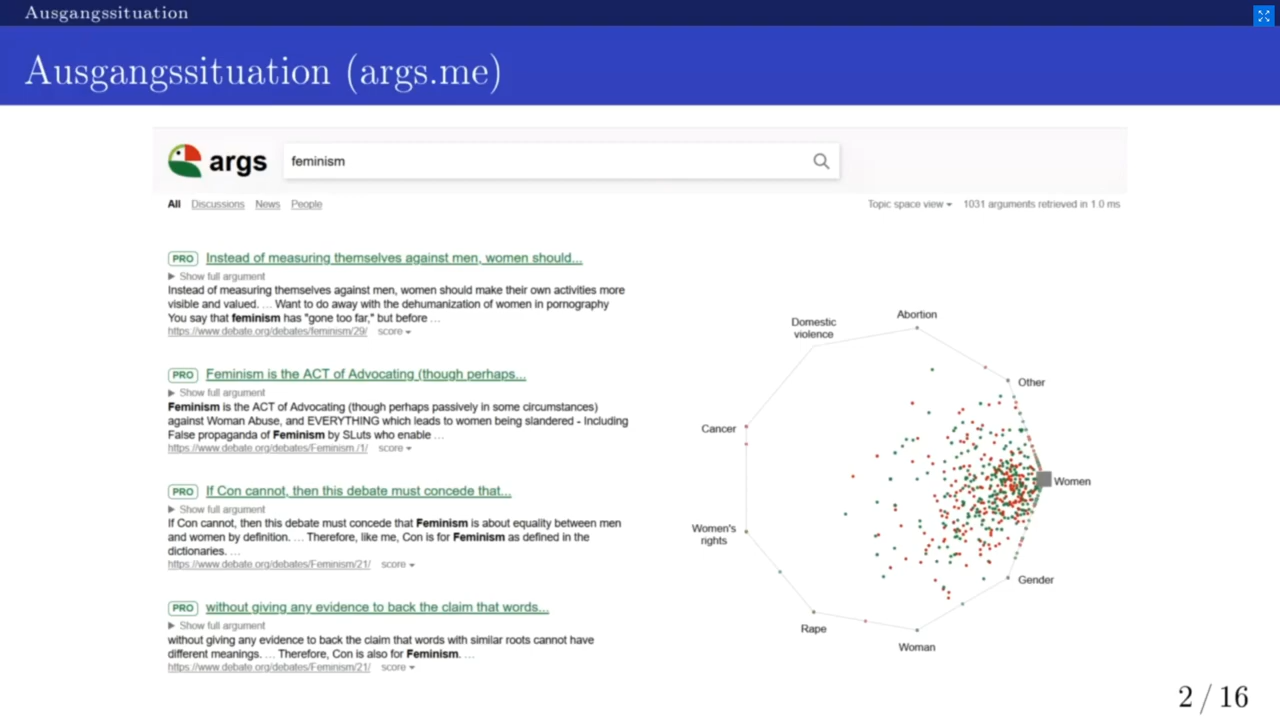 Ausgangssituation
Ausgangssituation (args.me)
args
feminism
All Discussions News People
Topic space view 1031 arguments retrieved in 1.0 ms
PRO Instead of measuring themselves against men, women should...
Show full argument
Instead of measuring themselves against men, women should make their own activities more
visible and valued. ... Want to do away with the dehumanization of women in pornography
You say that feminism has "gone too far," but before ...
https://www.debate.org/debates/feminism/29/ score
PRO Feminism is the ACT of Advocating (though perhaps...
Show full argument
Feminism is the ACT of Advocating (though perhaps passively in some circumstances)
against Woman Abuse, and EVERYTHING which leads to women being slandered - Including
False propaganda of Feminism by SLuts who enable ...
https://www.debate.org/debates/Feminism./1/ score
PRO If Con cannot, then this debate must concede that...
Show full argument
If Con cannot, then this debate must concede that Feminism is about equality between men
and women by definition. ... Therefore, like me, Con is for Feminism as defined in the
dictionaries. ...
https://www.debate.org/debates/Feminism/21/ score
PRO without giving any evidence to back the claim that words...
Show full argument
without giving any evidence to back the claim that words with similar roots cannot have
different meanings. ... Therefore, Con is also for Feminism. ...
https://www.debate.org/debates/Feminism/21/ score
Abortion
Domestic
violence
Other
Cancer
Women
Women's
rights
Gender
Rape
Woman
2 / 16